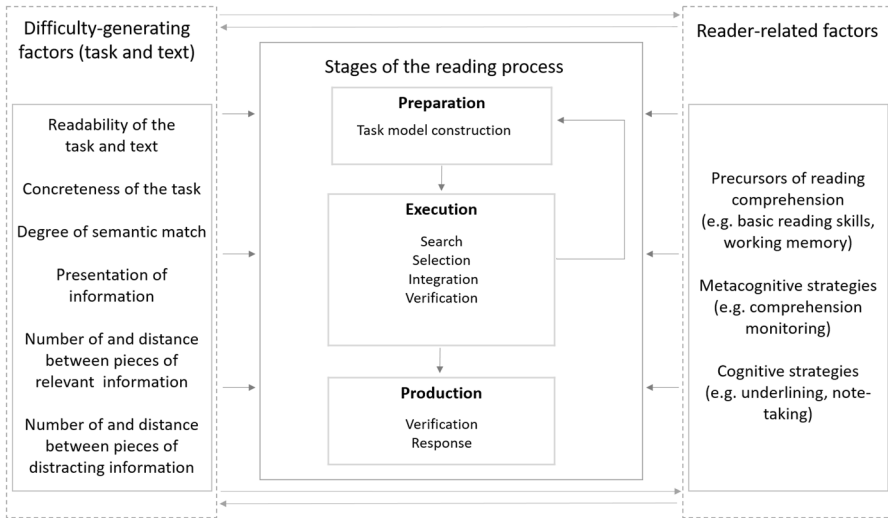 Difficulty-generating
factors (task and text)
Readability of the
task and text
Concreteness of the task
Degree of semantic match
Presentation of
information
Number of and distance
between pieces of
relevant information
Number of and distance
between pieces of
distracting information
Stages of the reading process
Preparation
Task model construction
Execution
Search
Selection
Integration
Verification
Production
Verification
Response
Reader-related factors
Precursors of reading
comprehension
(e.g. basic reading skills,
working memory)
Metacognitive strategies
(e.g. comprehension
monitoring)
Cognitive strategies
(e.g. underlining, note-
taking)